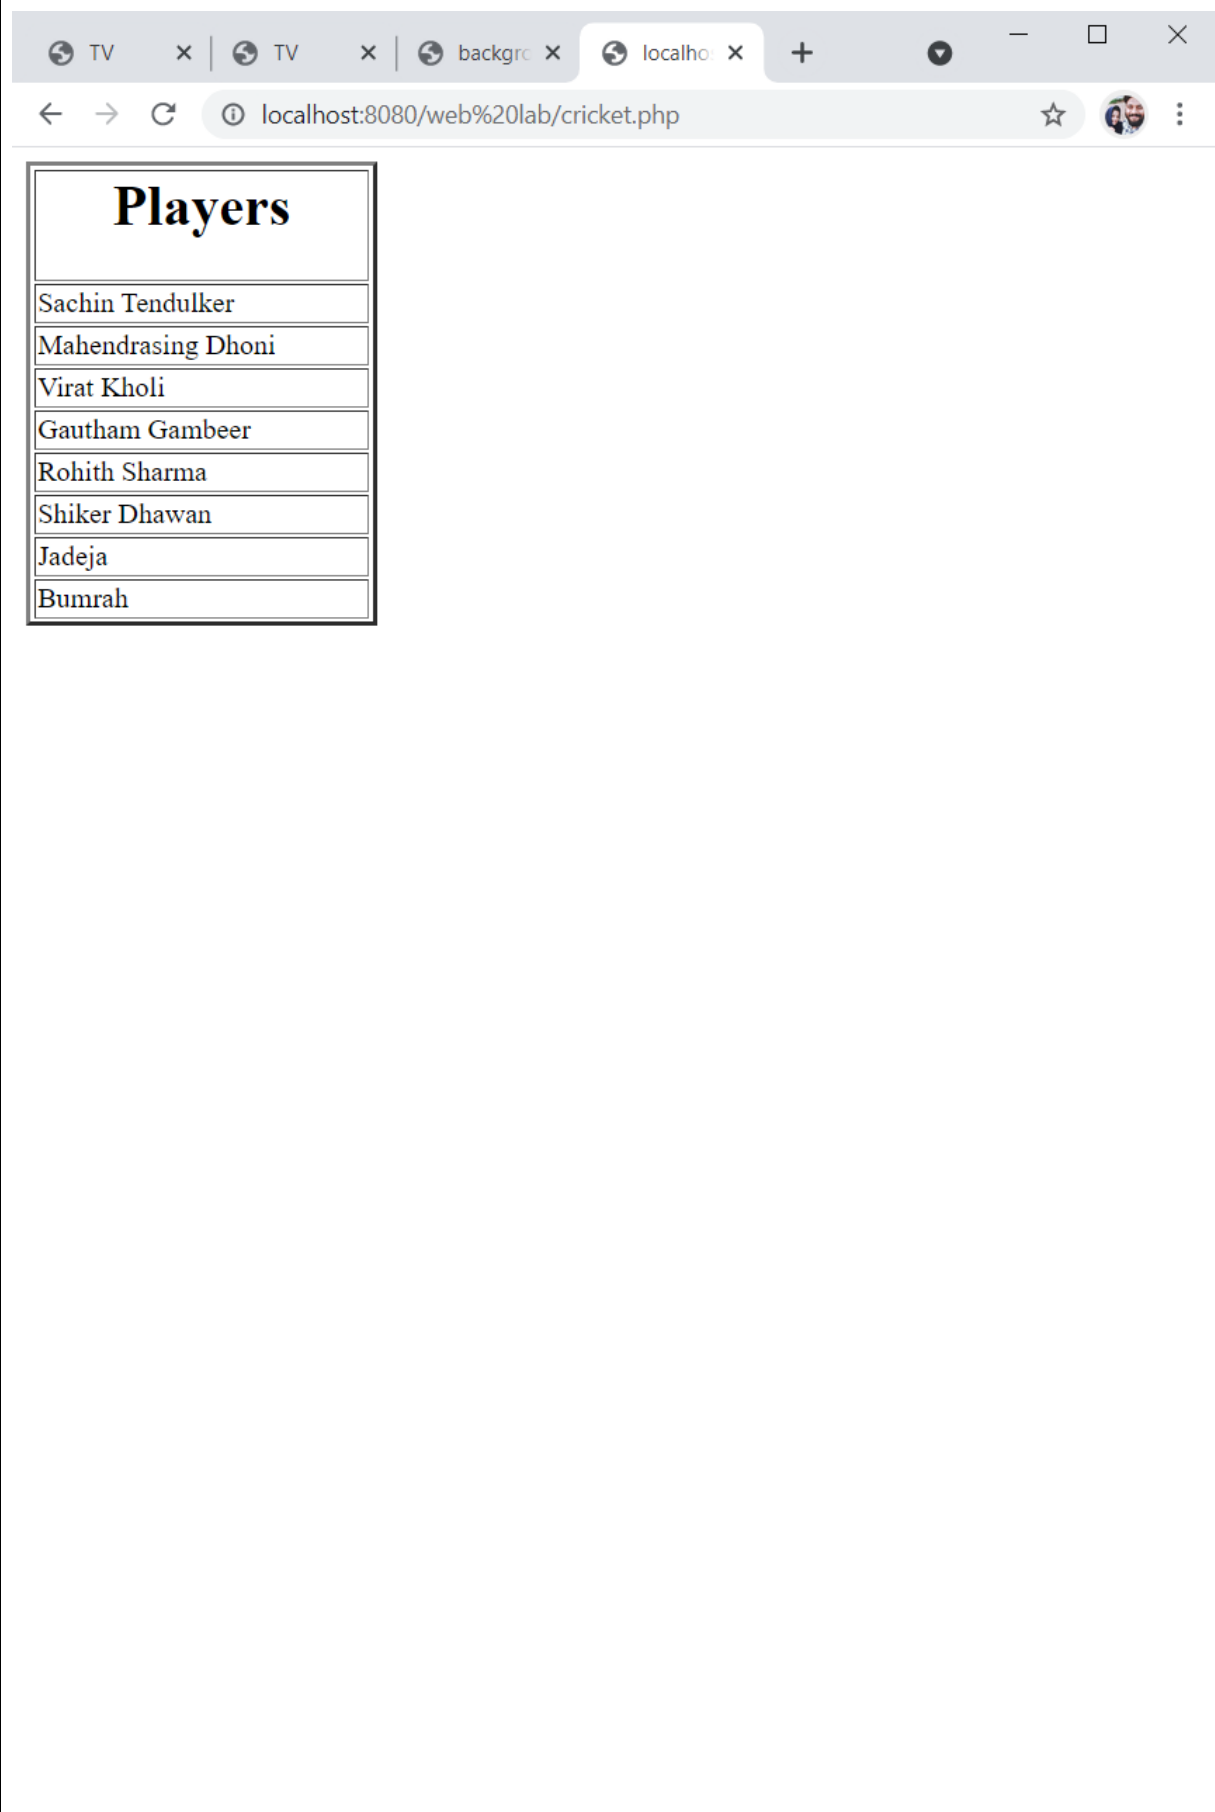 TV TV backgro localho
localhost:8080/web%20lab/cricket.php
Players
Sachin Tendulker
Mahendrasing Dhoni
Virat Kholi
Gautham Gambeer
Rohith Sharma
Shiker Dhawan
Jadeja
Bumrah